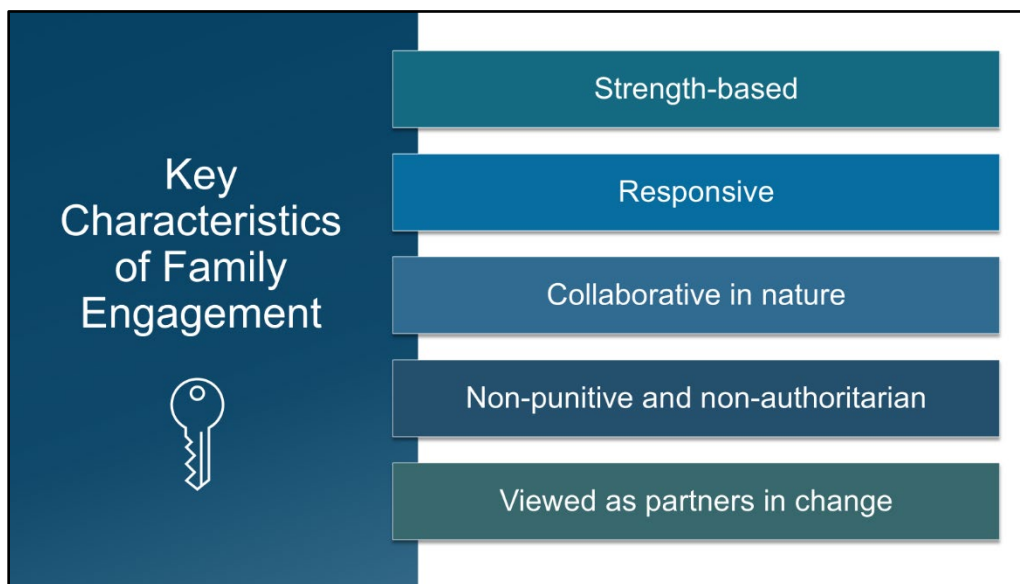 Key
Characteristics
of Family
Engagement
Strength-based
Responsive
Collaborative in nature
Non-punitive and non-authoritarian
Viewed as partners in change